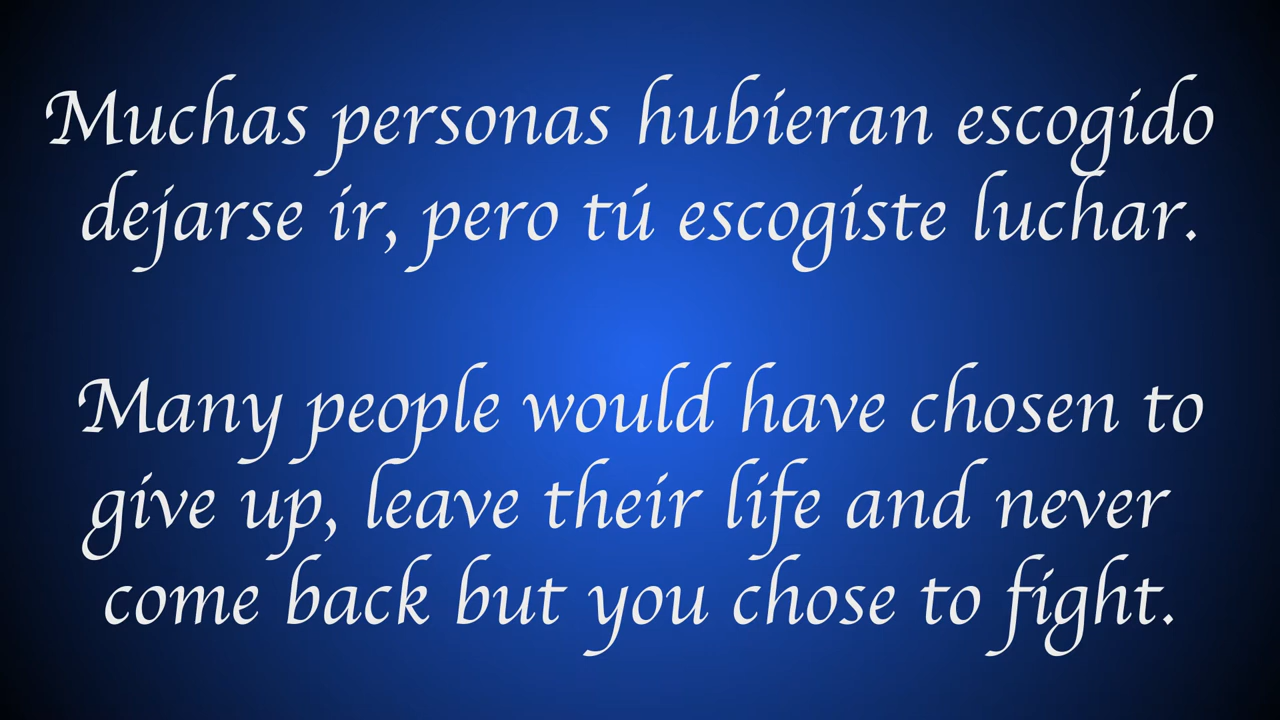 Muchas personas hubieran escogido
dejarse ir, pero tú escogiste luchar.
Many people would have chosen to
give up, leave their life and never
come back but you chose to fight.